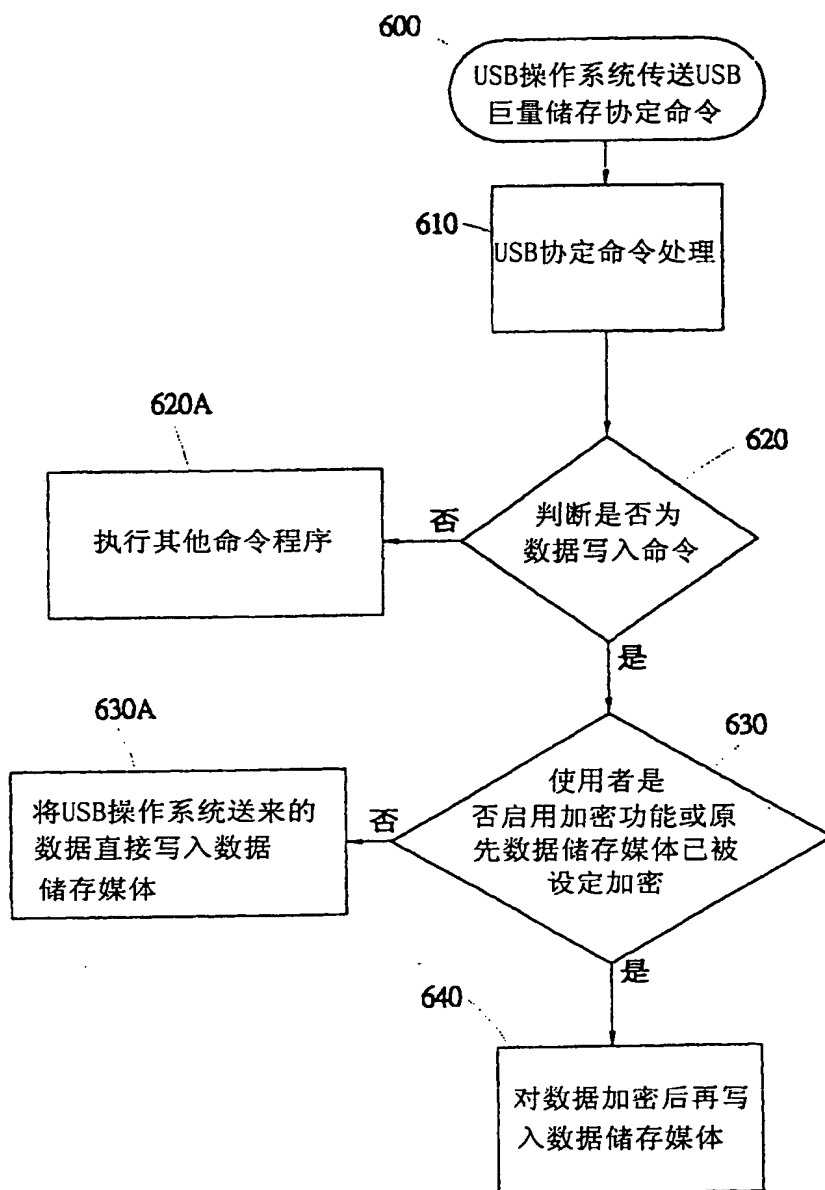 600
USB操作系统传送USB
巨量储存协定命令
610
USB协定命令处理
620A
620
执行其他命令程序
否
判断是否为
数据写入命令
是
630A
630
将USB操作系统送来的
数据直接写入数据
储存媒体
否
使用者是
否启用加密功能或原
先数据储存媒体已被
设定加密
是
640
对数据加密后再写
入数据储存媒体